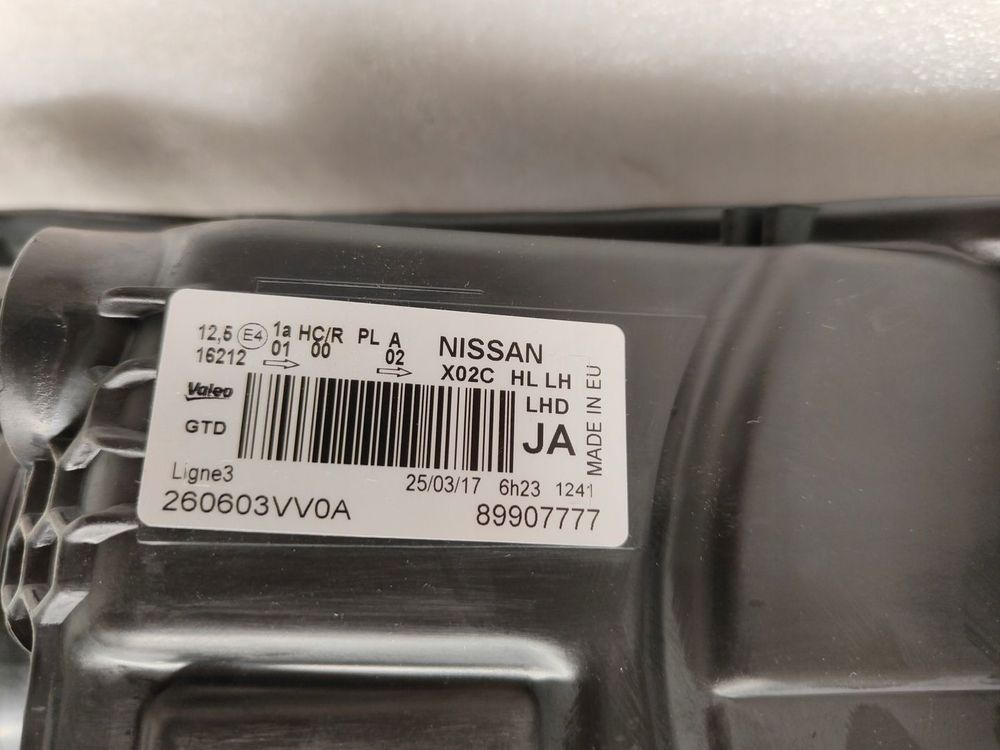 12,5 E4 1a HC/R PL A NISSAN
16212 01 00 02 X02C HL LH
Valeo LHD
GTD JA
MADE IN EU
Ligne3 25/03/17 6h23 1241
260603VV0A 89907777